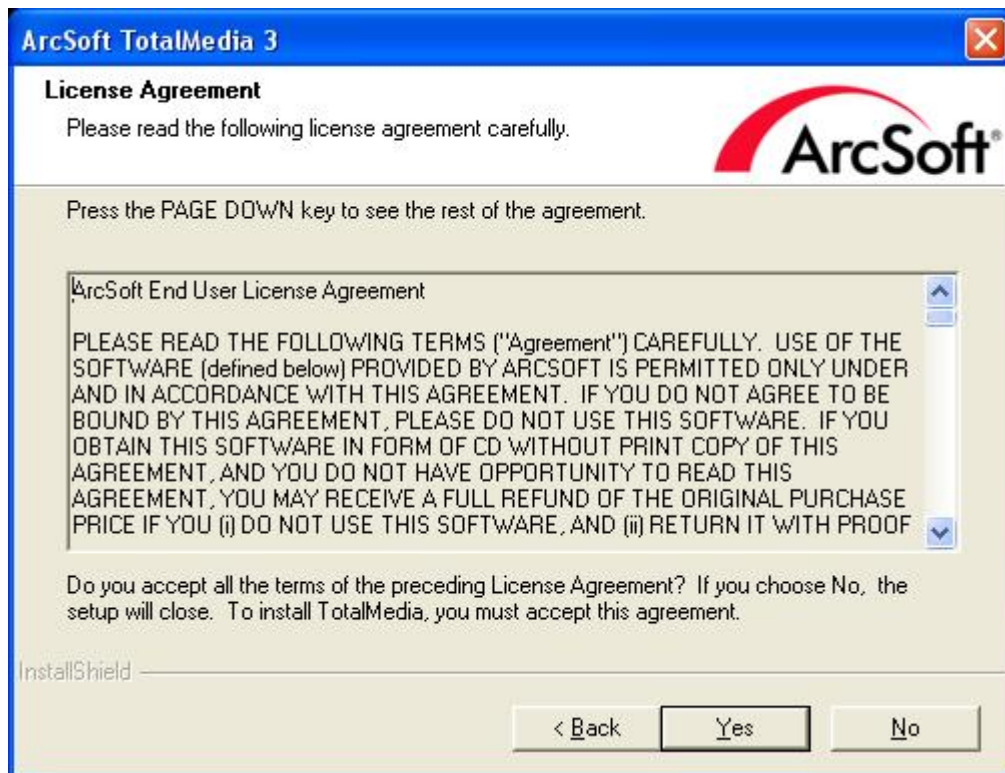 ArcSoft TotalMedia 3
License Agreement
Please read the following license agreement carefully.
ArcSoft®
Press the PAGE DOWN key to see the rest of the agreement.
ArcSoft End User License Agreement
PLEASE READ THE FOLLOWING TERMS ("Agreement") CAREFULLY.  USE OF THE
SOFTWARE (defined below) PROVIDED BY ARCSOFT IS PERMITTED ONLY UNDER
AND IN ACCORDANCE WITH THIS AGREEMENT.  IF YOU DO NOT AGREE TO BE
BOUND BY THIS AGREEMENT, PLEASE DO NOT USE THIS SOFTWARE.  IF YOU
OBTAIN THIS SOFTWARE IN FORM OF CD WITHOUT PRINT COPY OF THIS
AGREEMENT, AND YOU DO NOT HAVE OPPORTUNITY TO READ THIS
AGREEMENT, YOU MAY RECEIVE A FULL REFUND OF THE ORIGINAL PURCHASE
PRICE IF YOU (i) DO NOT USE THIS SOFTWARE, AND (ii) RETURN IT WITH PROOF
Do you accept all the terms of the preceding License Agreement?  If you choose No,  the
setup will close.  To install TotalMedia, you must accept this agreement.
InstallShield
< Back
Yes
No